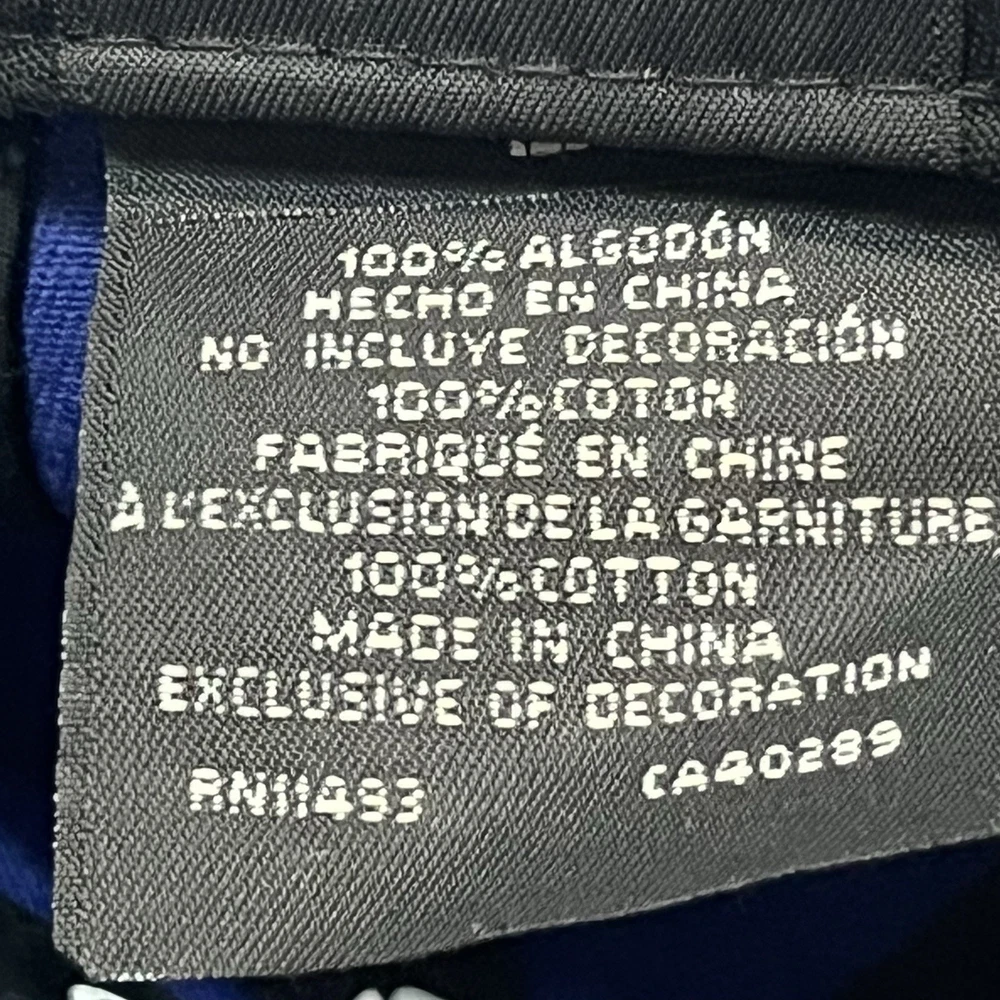 100% ALGODÓN
HECHO EN CHINA
NO INCLUYE DECORACIÓN
100% COTON
FABRIQUÉ EN CHINE
À L'EXCLUSION DE LA GARNITURE
100% COTTON
MADE IN CHINA
EXCLUSIVE OF DECORATION
RN11483 CA40289